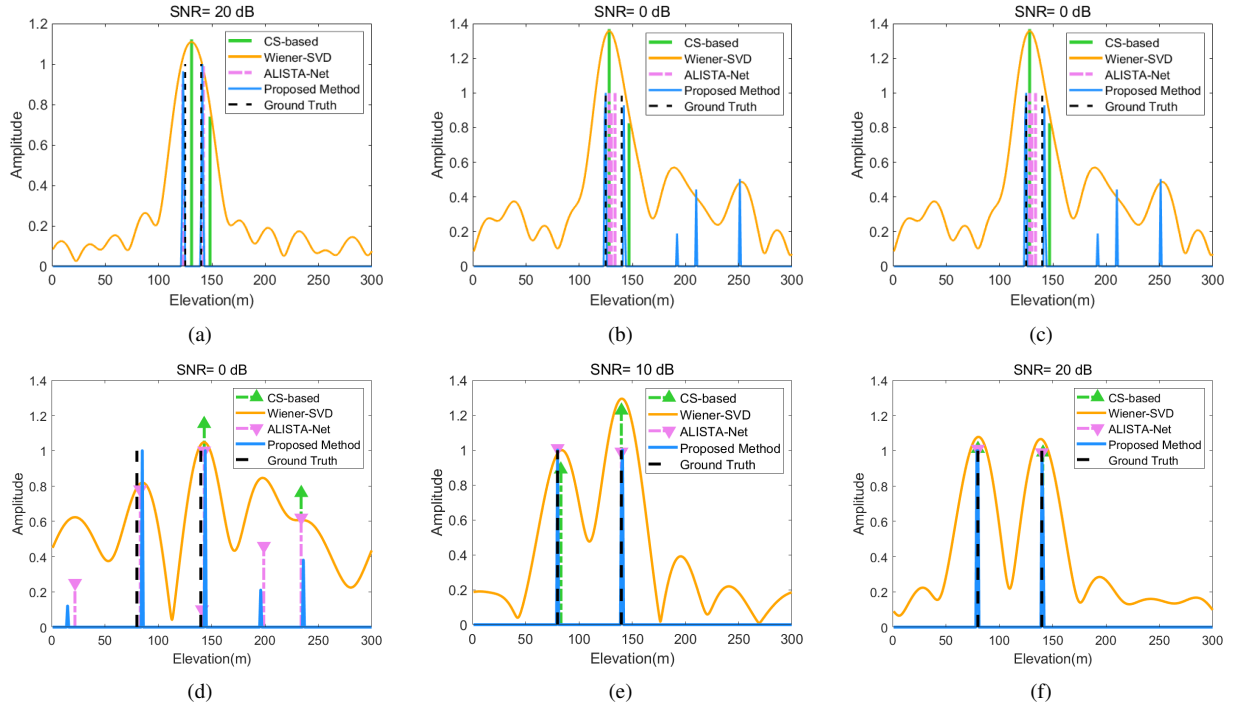 SNR= 20 dB
Amplitude
1.4
1.2
1
0.8
0.6
0.4
0.2
0
0 50 100 150 200 250 300
Elevation(m)
CS-based
Wiener-SVD
ALISTA-Net
Proposed Method
Ground Truth
(a)
SNR= 0 dB
Amplitude
1.4
1.2
1
0.8
0.6
0.4
0.2
0
0 50 100 150 200 250 300
Elevation(m)
CS-based
Wiener-SVD
ALISTA-Net
Proposed Method
Ground Truth
(b)
SNR= 0 dB
Amplitude
1.4
1.2
1
0.8
0.6
0.4
0.2
0
0 50 100 150 200 250 300
Elevation(m)
CS-based
Wiener-SVD
ALISTA-Net
Proposed Method
Ground Truth
(c)
SNR= 0 dB
Amplitude
1.4
1.2
1
0.8
0.6
0.4
0.2
0
0 50 100 150 200 250 300
Elevation(m)
CS-based
Wiener-SVD
ALISTA-Net
Proposed Method
Ground Truth
(d)
SNR= 10 dB
Amplitude
1.4
1.2
1
0.8
0.6
0.4
0.2
0
0 50 100 150 200 250 300
Elevation(m)
CS-based
Wiener-SVD
ALISTA-Net
Proposed Method
Ground Truth
(e)
SNR= 20 dB
Amplitude
1.4
1.2
1
0.8
0.6
0.4
0.2
0
0 50 100 150 200 250 300
Elevation(m)
CS-based
Wiener-SVD
ALISTA-Net
Proposed Method
Ground Truth
(f)